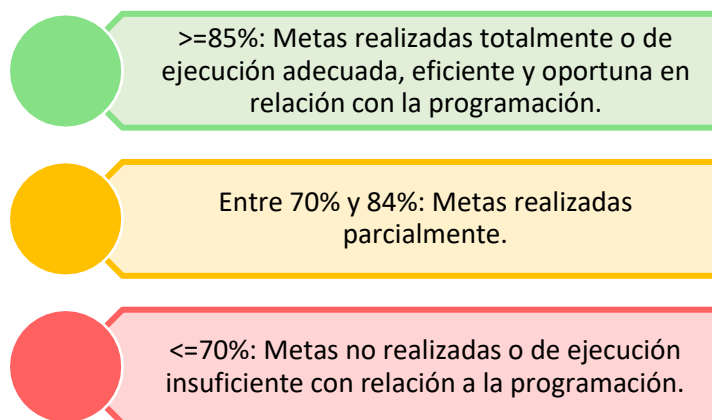 >=85%: Metas realizadas totalmente o de
ejecución adecuada, eficiente y oportuna en
relación con la programación.
Entre 70% y 84%: Metas realizadas
parcialmente.
<=70%: Metas no realizadas o de ejecución
insuficiente con relación a la programación.